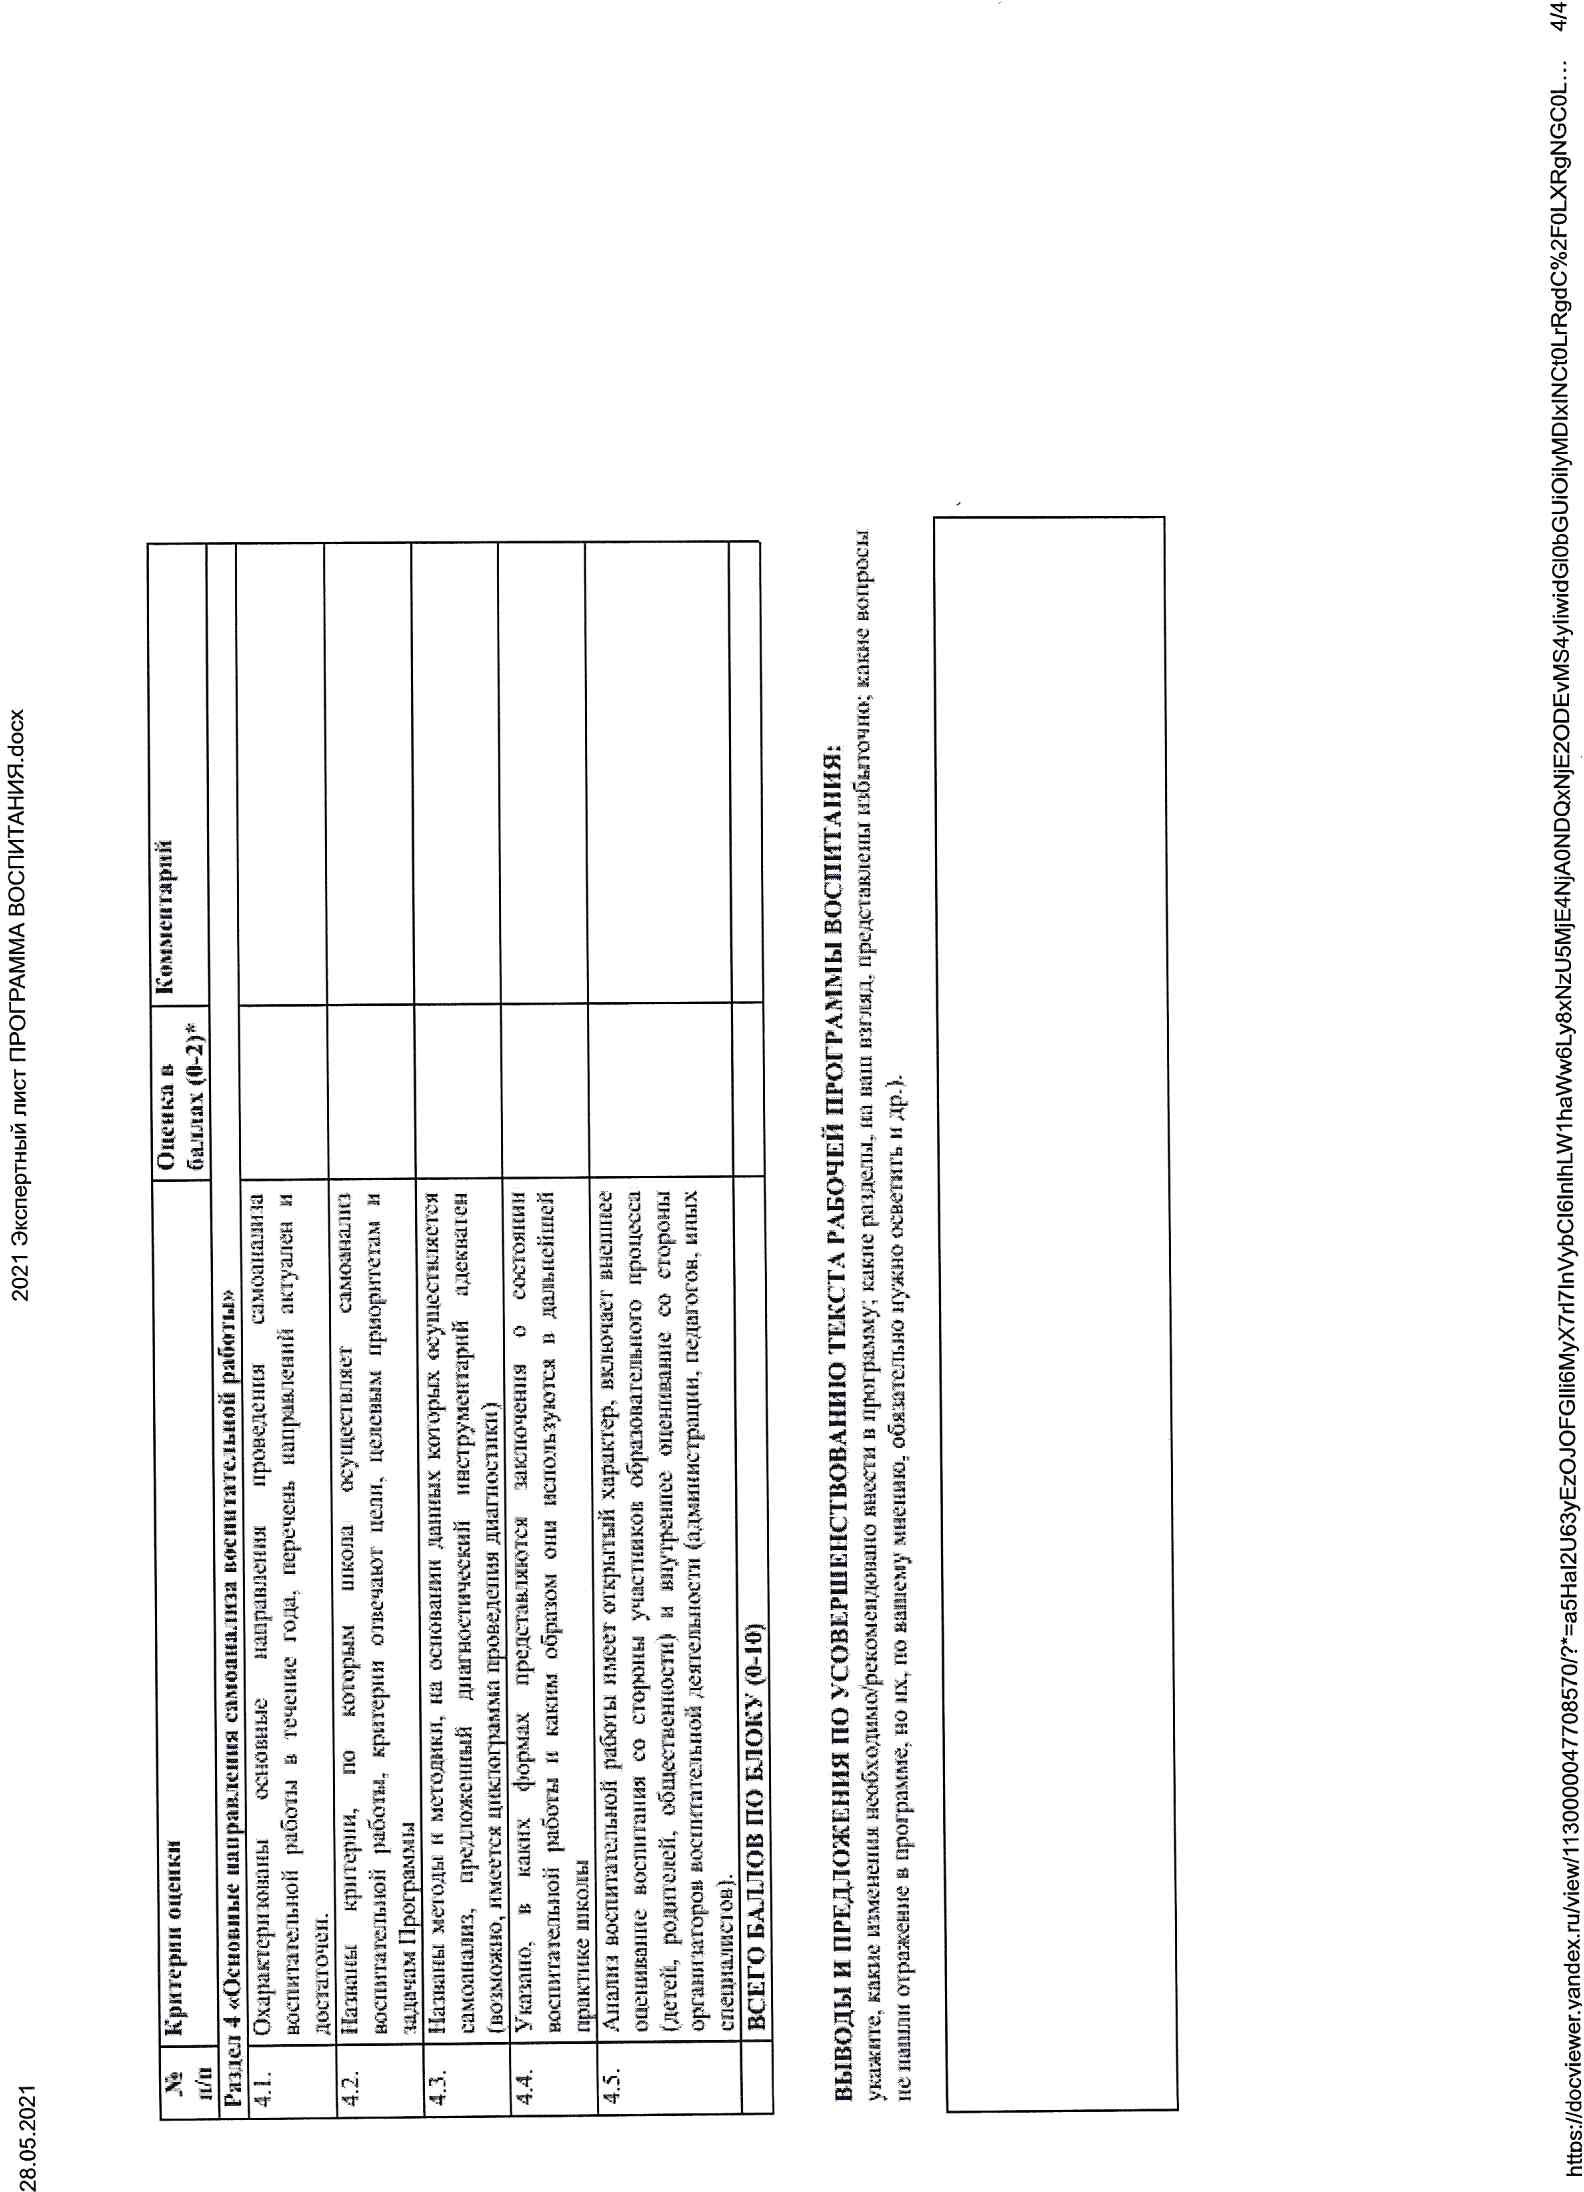 28.05.2021
2021 Экспертный лист ПРОГРАММА ВОСПИТАНИЯ.docx
№ п/п
Критерии оценки
Оценка в
баллах (0-2)*
Комментарий
Раздел 4 «Основные направления самоанализа воспитательной работы»
4.1.
Охарактеризованы основные направления проведения самоанализа
воспитательной работы в течение года, перечень направлений актуален и
достаточен.
4.2.
Названы критерии, по которым школа осуществляет самоанализ
воспитательной работы, критерии отвечают цели, целевым приоритетам и
задачам Программы
4.3.
Названы методы и методики, на основании данных которых осуществляется
самоанализ, предложенный диагностический инструментарий адекватен
(возможно, имеется циклограмма проведения диагностики)
4.4.
Указано, в каких формах представляются заключения о состоянии
воспитательной работы и каким образом они используются в дальнейшей
практике школы
4.5.
Анализ воспитательной работы имеет открытый характер, включает внешнее
оценивание воспитания со стороны участников образовательного процесса
(детей, родителей, общественности) и внутреннее оценивание со стороны
организаторов воспитательной деятельности (администрации, педагогов, иных
специалистов).
ВСЕГО БАЛЛОВ ПО БЛОКУ (0-10)
ВЫВОДЫ И ПРЕДЛОЖЕНИЯ ПО УСОВЕРШЕНСТВОВАНИЮ ТЕКСТА РАБОЧЕЙ ПРОГРАММЫ ВОСПИТАНИЯ:
укажите, какие изменения необходимо/рекомендовано внести в программу; какие разделы, на ваш взгляд, представлены избыточно; какие вопросы
не нашли отражение в программе, но их, по вашему мнению, обязательно нужно осветить и др.).
https://docviewer.yandex.ru/view/1130000047708570/?*=a5HaI2U63yEzOJOFGlIi6MyX7rl7InVybCI6InlhLW1haWw6Ly8xNzU5MjE4NjA0NDQxNjE2ODEvMS4yIiwidGl0bGUiOiIyMDIxINCt0LrRgdC%2F0LXRgNGC0L… 4/4